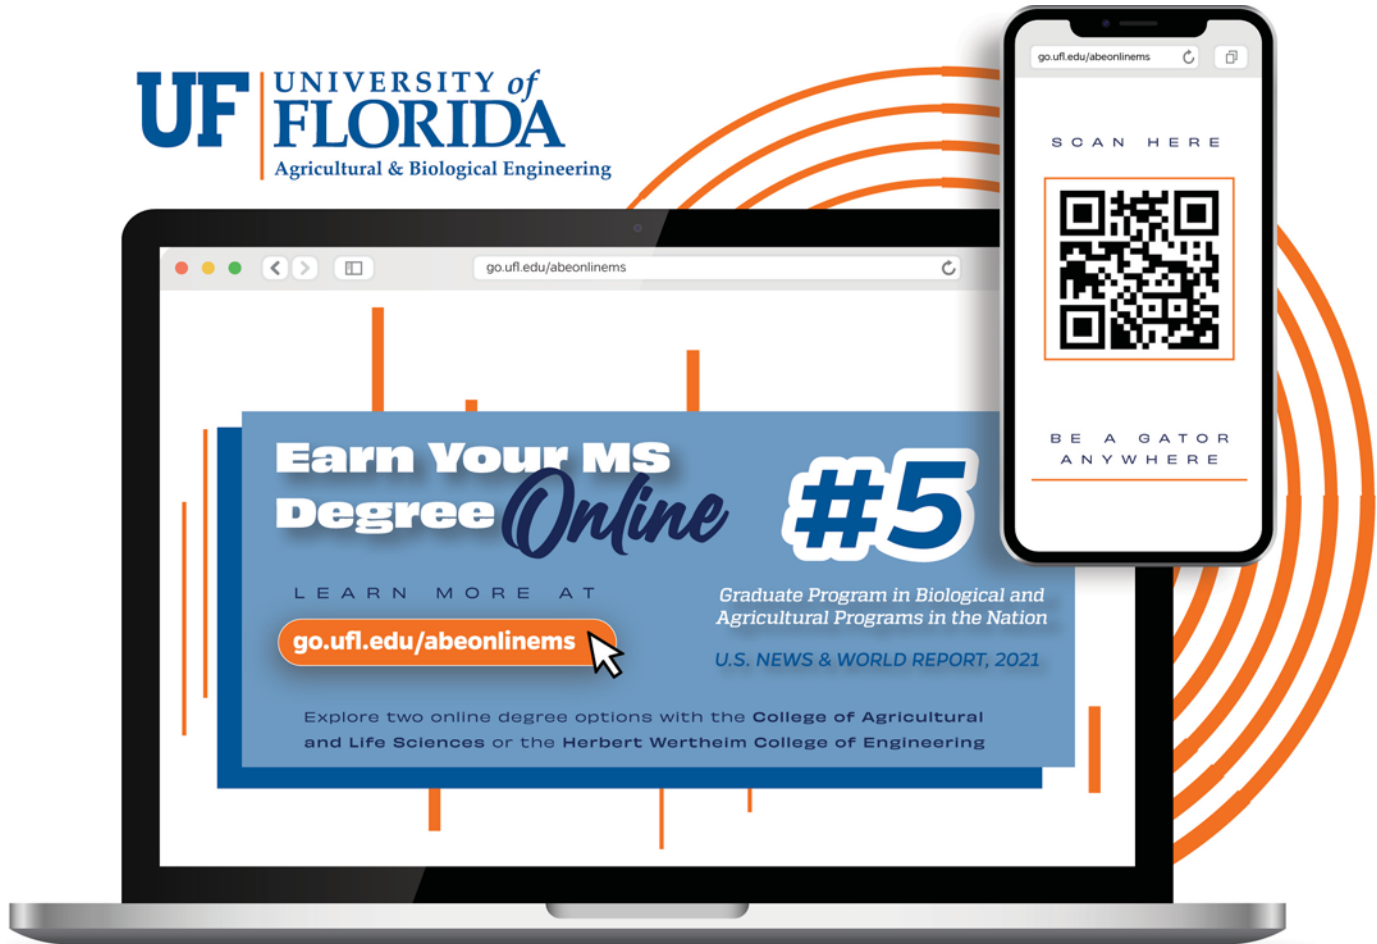 UF
UNIVERSITY of
FLORIDA
Agricultural & Biological Engineering
go.ufl.edu/abeonlinems
Earn Your MS
Degree Online
LEARN MORE AT
go.ufl.edu/abeonlinems
#5
Graduate Program in Biological and
Agricultural Programs in the Nation
U.S. NEWS & WORLD REPORT, 2021
Explore two online degree options with the College of Agricultural
and Life Sciences or the Herbert Wertheim College of Engineering
go.ufl.edu/abeonlinems
SCAN HERE
BE A GATOR
ANYWHERE